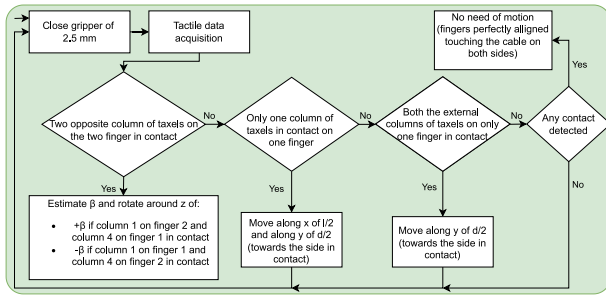 Close gripper of
2.5 mm
Tactile data
acquisition
No need of motion
(fingers perfectly alligned
touching the cable on
both sides)
Yes
Two opposite column of taxels on
the two finger in contact
No
Only one column of
taxels in contact on
one finger
No
Both the external
columns of taxels on only
one finger in contact
No
Any contact
detected
Yes
Yes
Yes
No
Estimate β and rotate around z of:
• +β if column 1 on finger 2 and
column 4 on finger 1 in contact
• -β if column 1 on finger 1 and
column 4 on finger 2 in contact
Move along x of l/2
and along y of d/2
(towards the side in
contact)
Move along y of d/2
(towards the side in
contact)